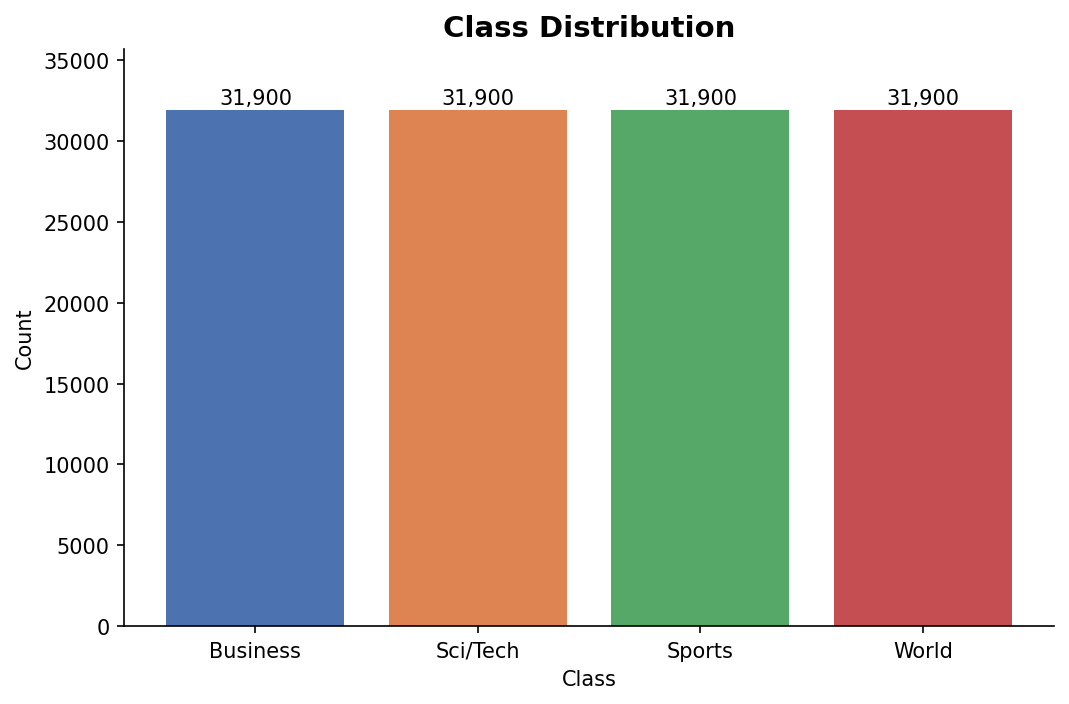 Class Distribution
35000
30000
25000
20000
15000
10000
5000
0
Count
31,900
31,900
31,900
31,900
Business
Sci/Tech
Sports
World
Class